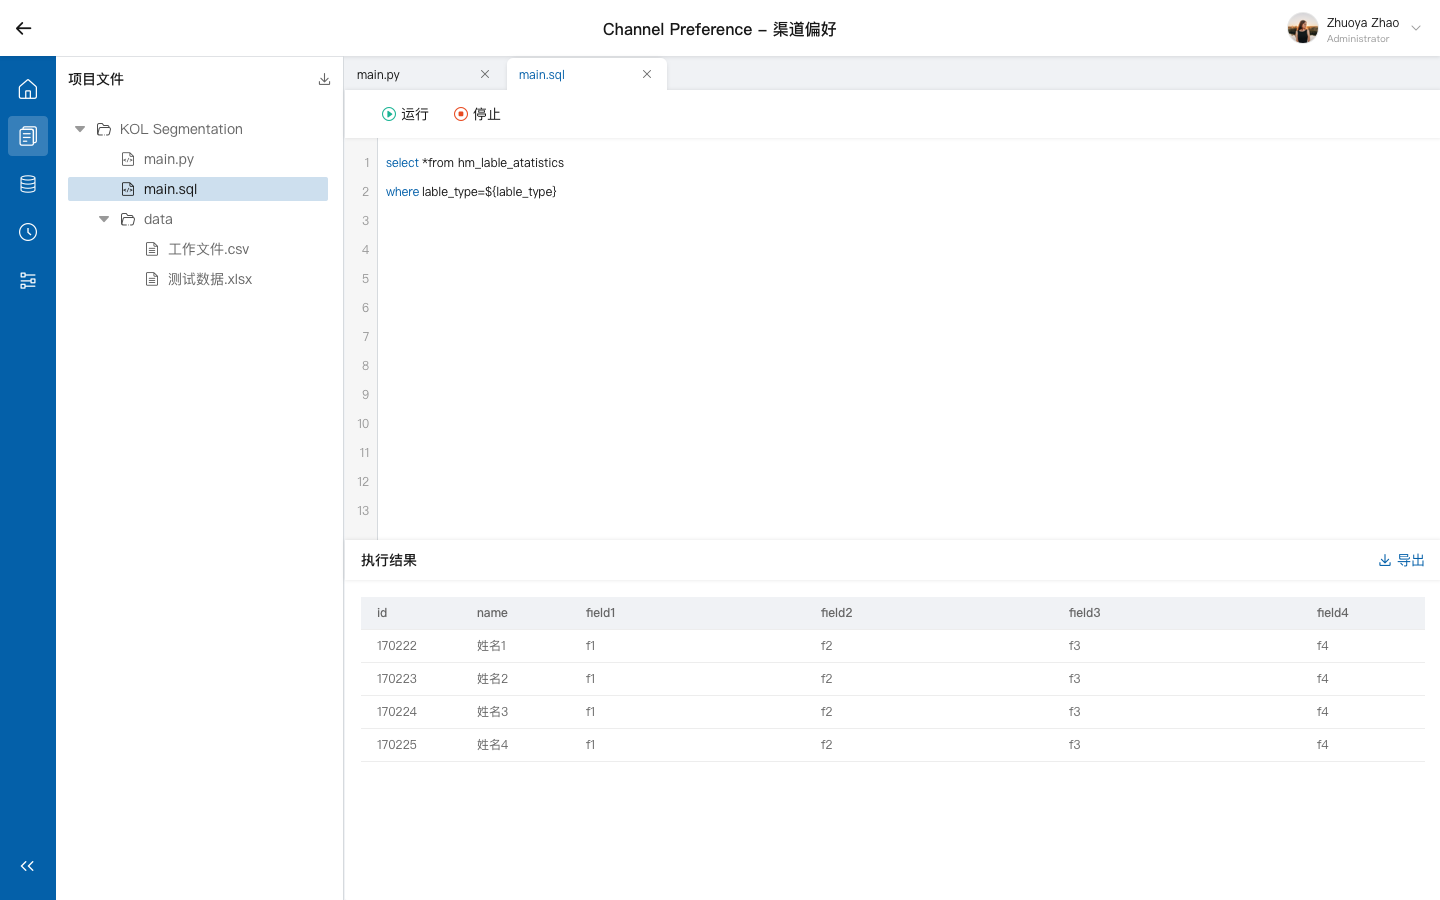 Channel Preference – 渠道偏好
Zhuoya Zhao
Administrator
项目文件
KOL Segmentation
main.py
main.sql
data
工作文件.csv
测试数据.xlsx
main.py
main.sql
运行
停止
1 select *from hm_lable_atatistics
2 where lable_type=${lable_type}
3
4
5
6
7
8
9
10
11
12
13
执行结果
导出
id name field1 field2 field3 field4
170222 姓名1 f1 f2 f3 f4
170223 姓名2 f1 f2 f3 f4
170224 姓名3 f1 f2 f3 f4
170225 姓名4 f1 f2 f3 f4